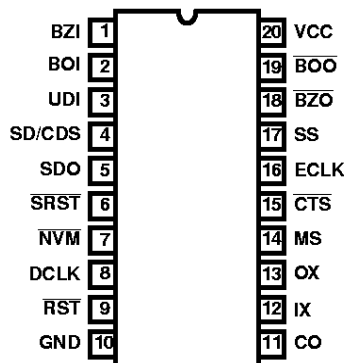 BZI 1 20 VCC
BOI 2 19 BOO
UDI 3 18 BZO
SD/CDS 4 17 SS
SDO 5 16 ECLK
SRST 6 15 CTS
NVM 7 14 MS
DCLK 8 13 OX
RST 9 12 IX
GND 10 11 CO